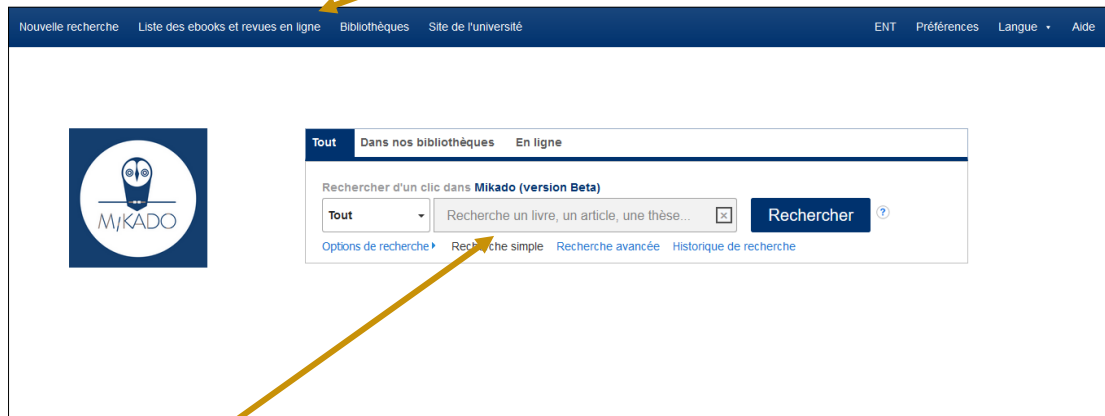 Nouvelle recherche Liste des ebooks et revues en ligne Bibliothèques Site de l'université ENT Préférences Langue Aide
MiKADO
Tout Dans nos bibliothèques En ligne
Rechercher d'un clic dans Mikado (version Beta)
Tout Recherche un livre, un article, une thèse... Rechercher ?
Options de recherche Recherche simple Recherche avancée Historique de recherche